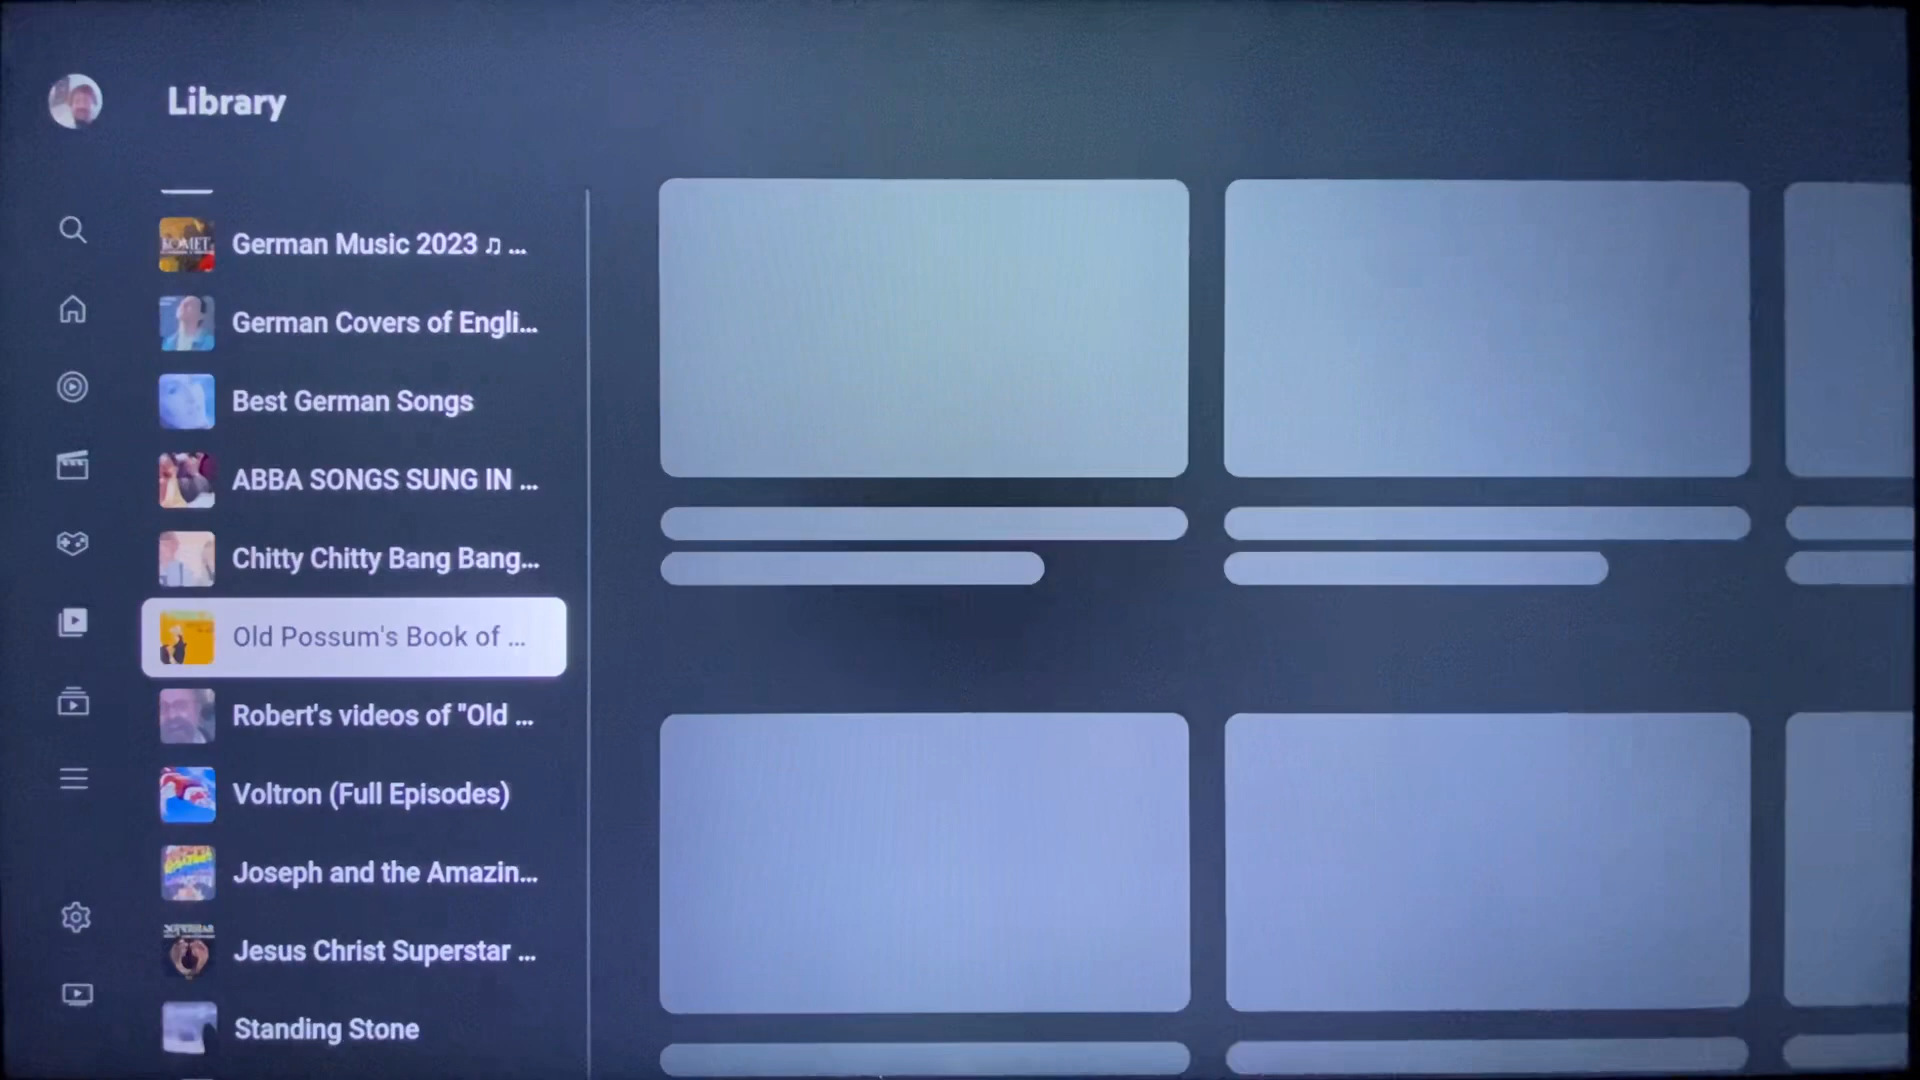 Library
German Music 2023 ♫ ...
KOMET
German Covers of Engli...
Best German Songs
ABBA SONGS SUNG IN ...
Chitty Chitty Bang Bang...
Old Possum's Book of ...
Robert's videos of "Old ...
Voltron (Full Episodes)
Joseph and the Amazin...
Jesus Christ Superstar ...
Standing Stone